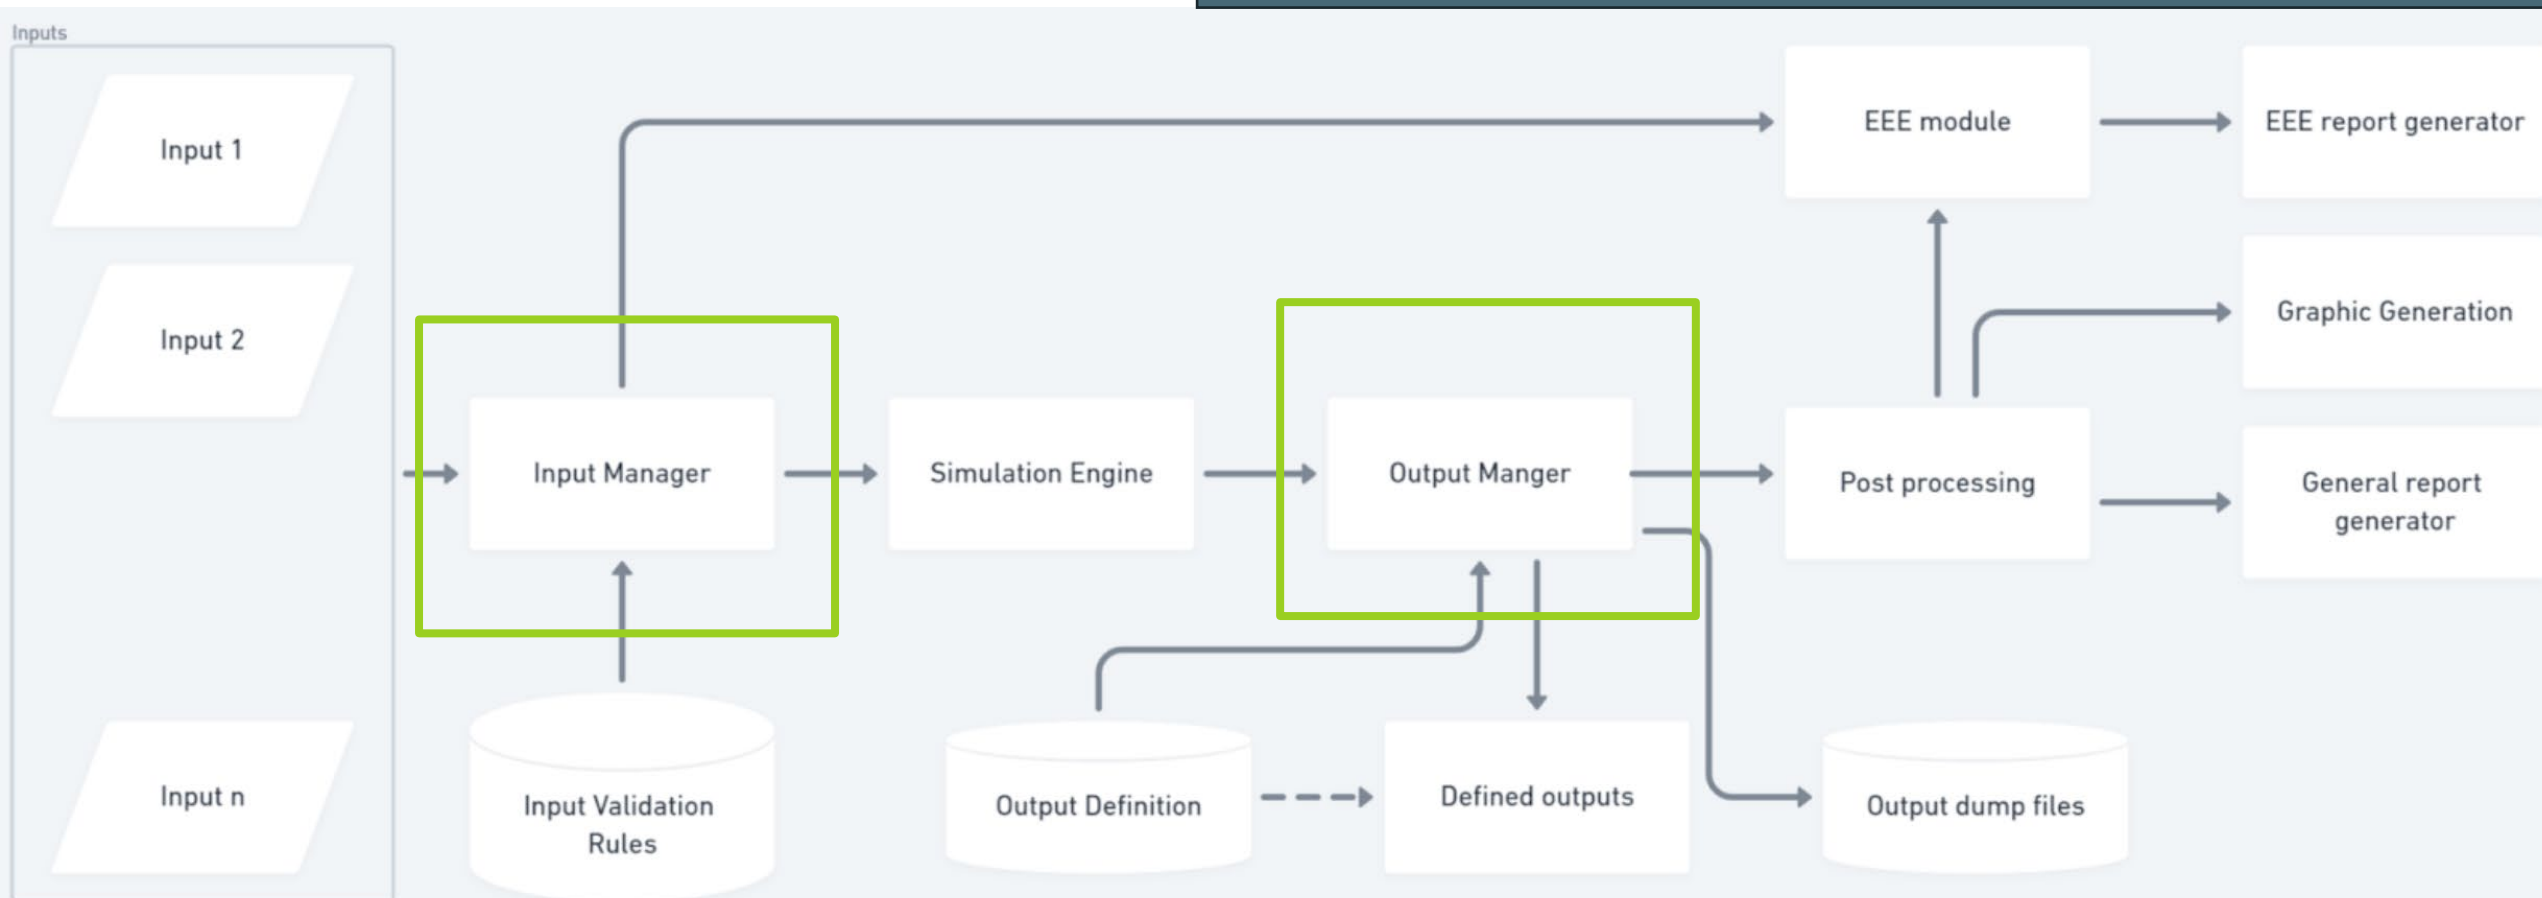 Inputs
Input 1
Input 2
Input n
Input Manager
Input Validation
Rules
Simulation Engine
Output Manger
Output Definition
Defined outputs
Output dump files
Post processing
EEE module
EEE report generator
Graphic Generation
General report
generator